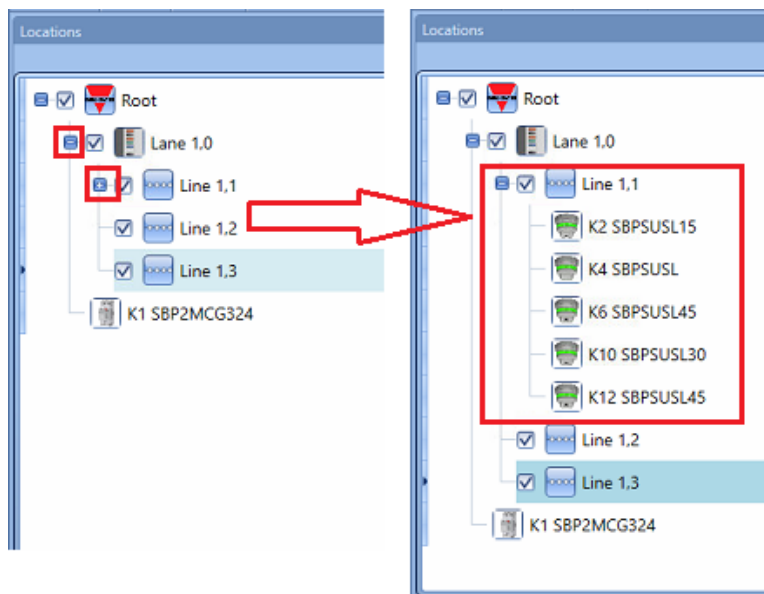 Locations
Root
Lane 1,0
Line 1,1
Line 1,2
Line 1,3
K1 SBP2MCG324
Locations
Root
Lane 1,0
Line 1,1
K2 SBPSUSL15
K4 SBPSUSL
K6 SBPSUSL45
K10 SBPSUSL30
K12 SBPSUSL45
Line 1,2
Line 1,3
K1 SBP2MCG324